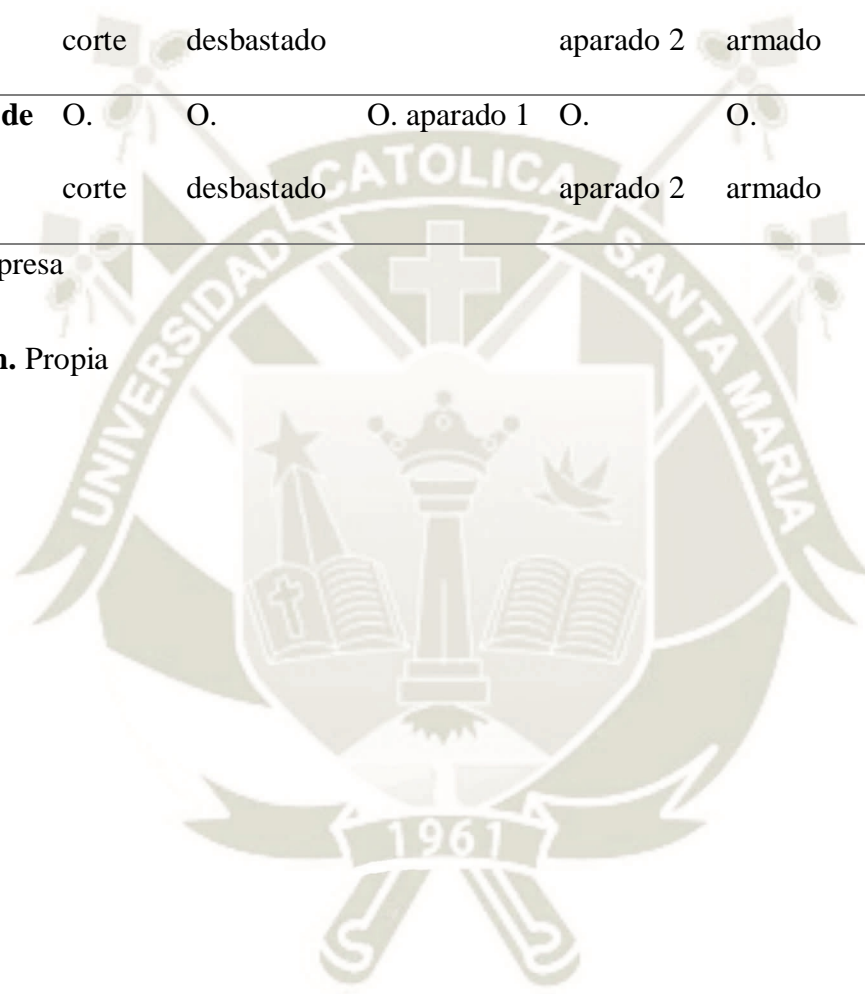 corte desbastado aparado 2 armado
de O. O. O. aparado 1 O. O.
corte desbastado aparado 2 armado
presa
n. Propia
UNIVERSIDAD CATOLICA SANTA MARIA
1961